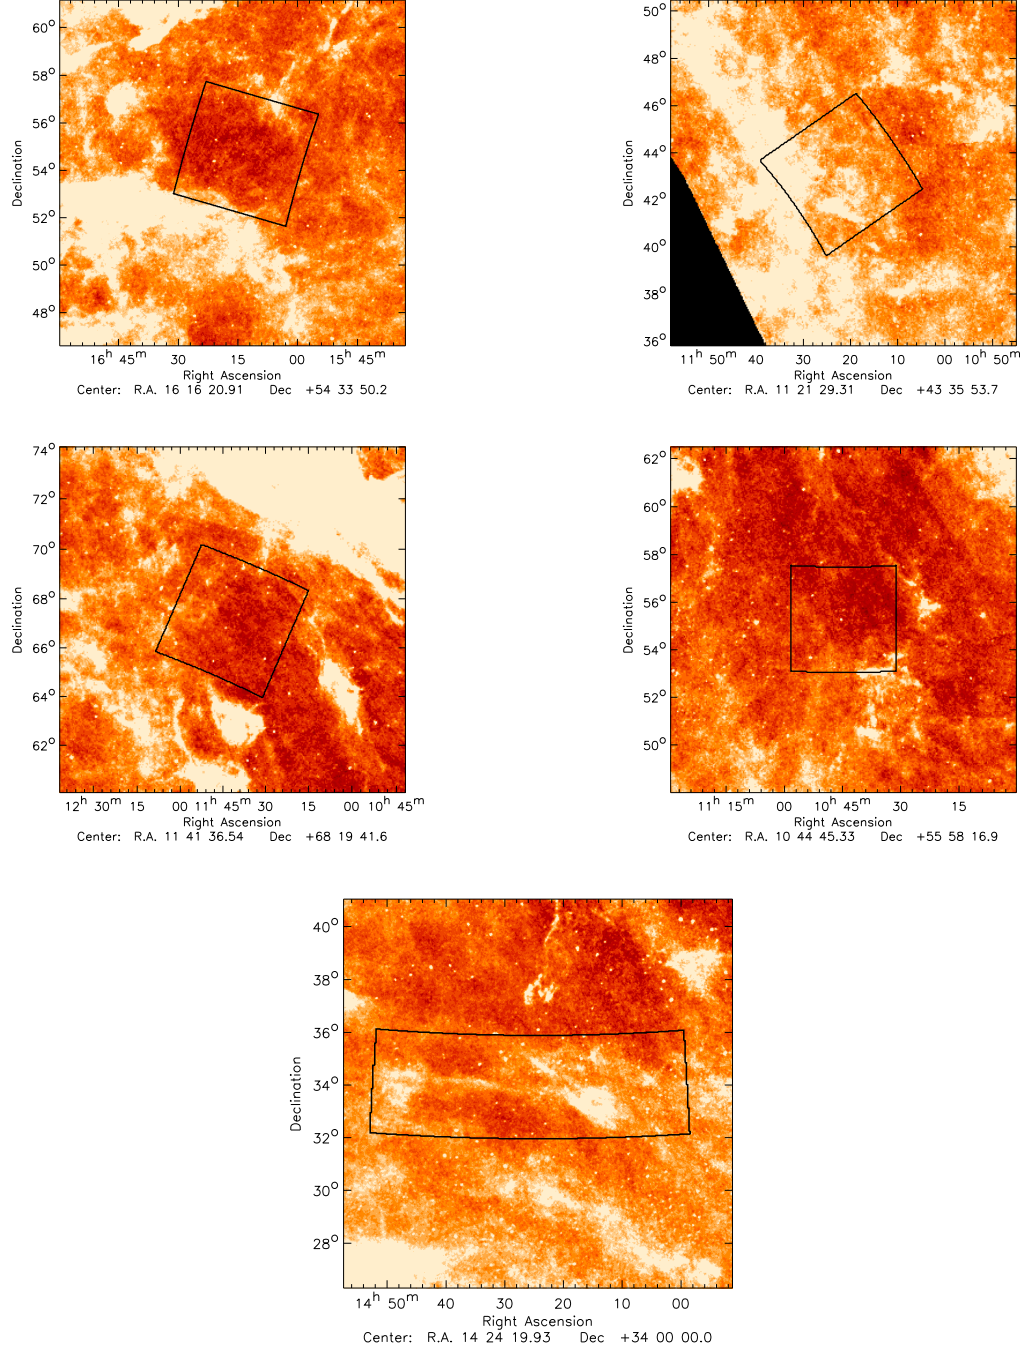 60° 58° 56° 54° 52° 50° 48°
Declination
16ʰ 45ᵐ 30 15 00 15ʰ 45ᵐ
Right Ascension
Center: R.A. 16 16 20.91 Dec +54 33 50.2
50° 48° 46° 44° 42° 40° 38° 36°
Declination
11ʰ 50ᵐ 40 30 20 10 00 10ʰ 50ᵐ
Right Ascension
Center: R.A. 11 21 29.31 Dec +43 35 53.7
74° 72° 70° 68° 66° 64° 62°
Declination
12ʰ 30ᵐ 15 00 11ʰ 45ᵐ 30 15 00 10ʰ 45ᵐ
Right Ascension
Center: R.A. 11 41 36.54 Dec +68 19 41.6
62° 60° 58° 56° 54° 52° 50°
Declination
11ʰ 15ᵐ 00 10ʰ 45ᵐ 30 15
Right Ascension
Center: R.A. 10 44 45.33 Dec +55 58 16.9
40° 38° 36° 34° 32° 30° 28°
Declination
14ʰ 50ᵐ 40 30 20 10 00
Right Ascension
Center: R.A. 14 24 19.93 Dec +34 00 00.0